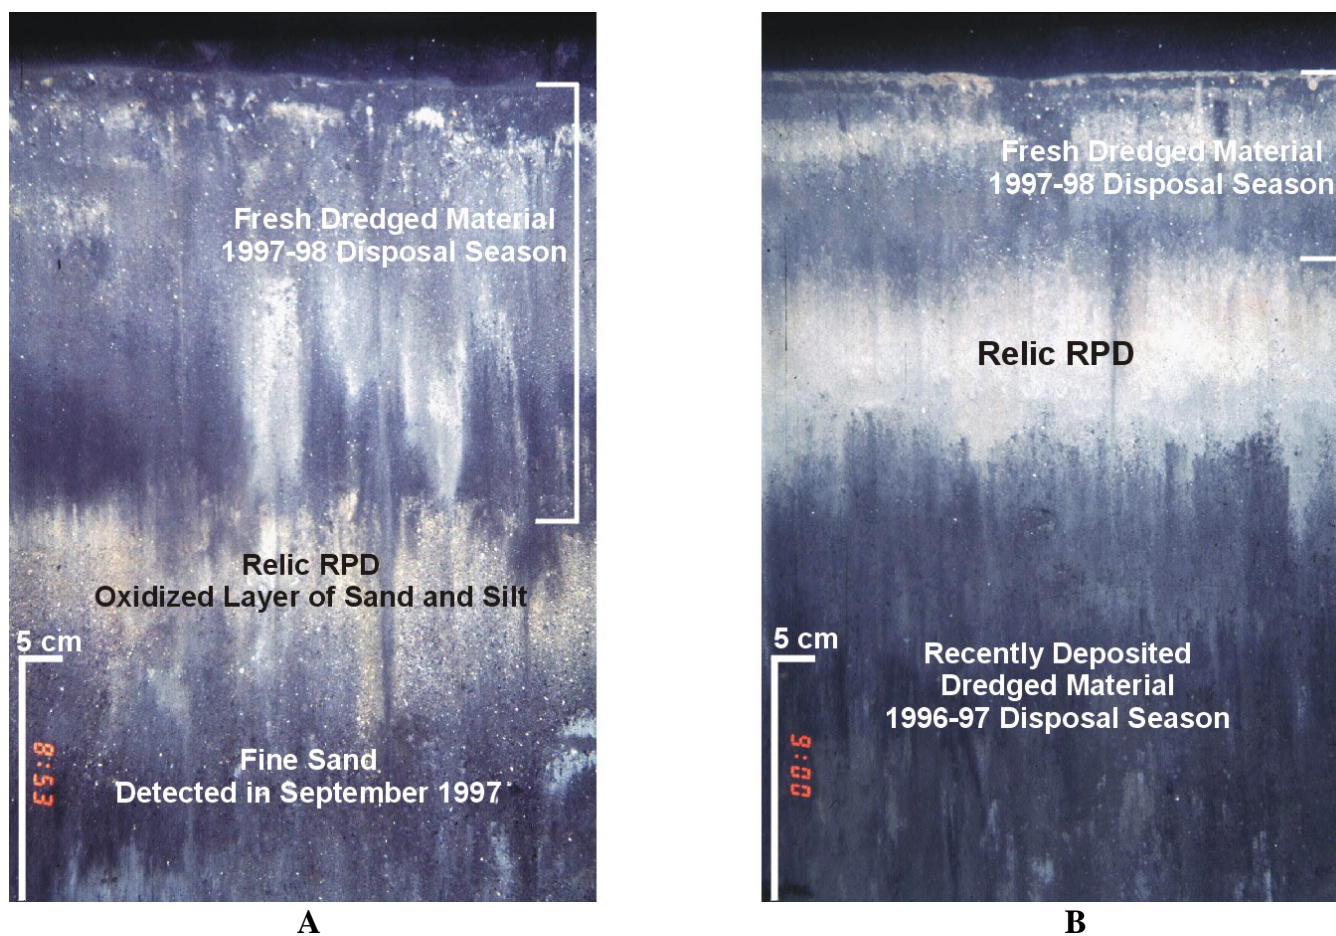 Fresh Dredged Material
1997-98 Disposal Season
Relic RPD
Oxidized Layer of Sand and Silt
5 cm
8:53
Fine Sand
Detected in September 1997
A
Fresh Dredged Material
1997-98 Disposal Season
Relic RPD
5 cm
Recently Deposited
Dredged Material
1996-97 Disposal Season
9:00
B